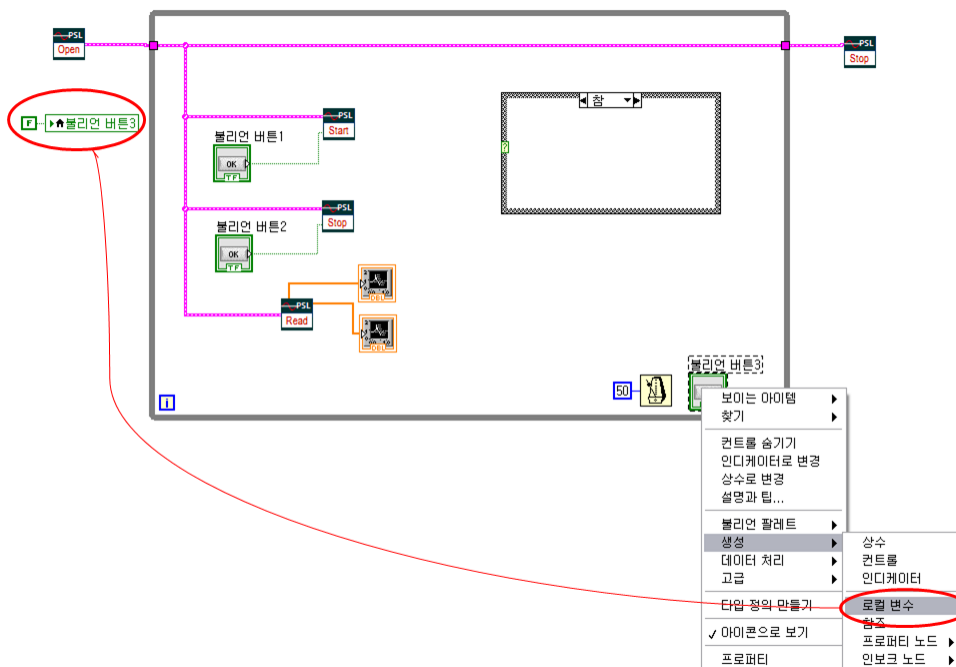 PSL
Open
PSL
Stop
F
불리언 버튼3
참
?
PSL
Start
불리언 버튼1
OK
TF
PSL
Stop
불리언 버튼2
OK
TF
DBL
PSL
Read
DBL
불리언 버튼3
50
i
보이는 아이템
찾기
컨트롤 숨기기
인디케이터로 변경
상수로 변경
설명과 팁...
불리언 팔레트
생성
데이터 처리
고급
타입 정의 만들기
아이콘으로 보기
프로퍼티
상수
컨트롤
인디케이터
로컬 변수
참조
프로퍼티 노드
인보크 노드